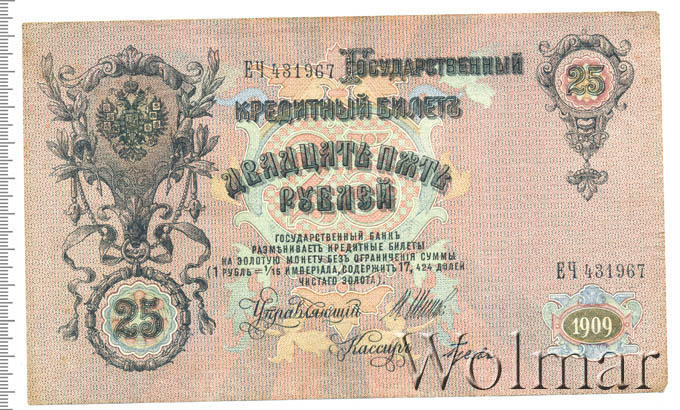 ЕЧ 431967 ГОСУДАРСТВЕННЫЙ
25
КРЕДИТНЫЙ БИЛЕТЪ
ДВАДЦАТЬ ПЯТЬ
РУБЛЕЙ
ГОСУДАРСТВЕННЫЙ БАНКЪ
РАЗМѢНИВАЕТЪ КРЕДИТНЫЕ БИЛЕТЫ
НА ЗОЛОТУЮ МОНЕТУ БЕЗЪ ОГРАНИЧЕНІЯ СУММЫ
(1 РУБЛЬ = 1/15 ИМПЕРІАЛА, СОДЕРЖИТЪ 17,424 ДОЛЕЙ
ЧИСТАГО ЗОЛОТА).
ЕЧ 431967
25
Управляющій
1909
Кассиръ
Wolmar